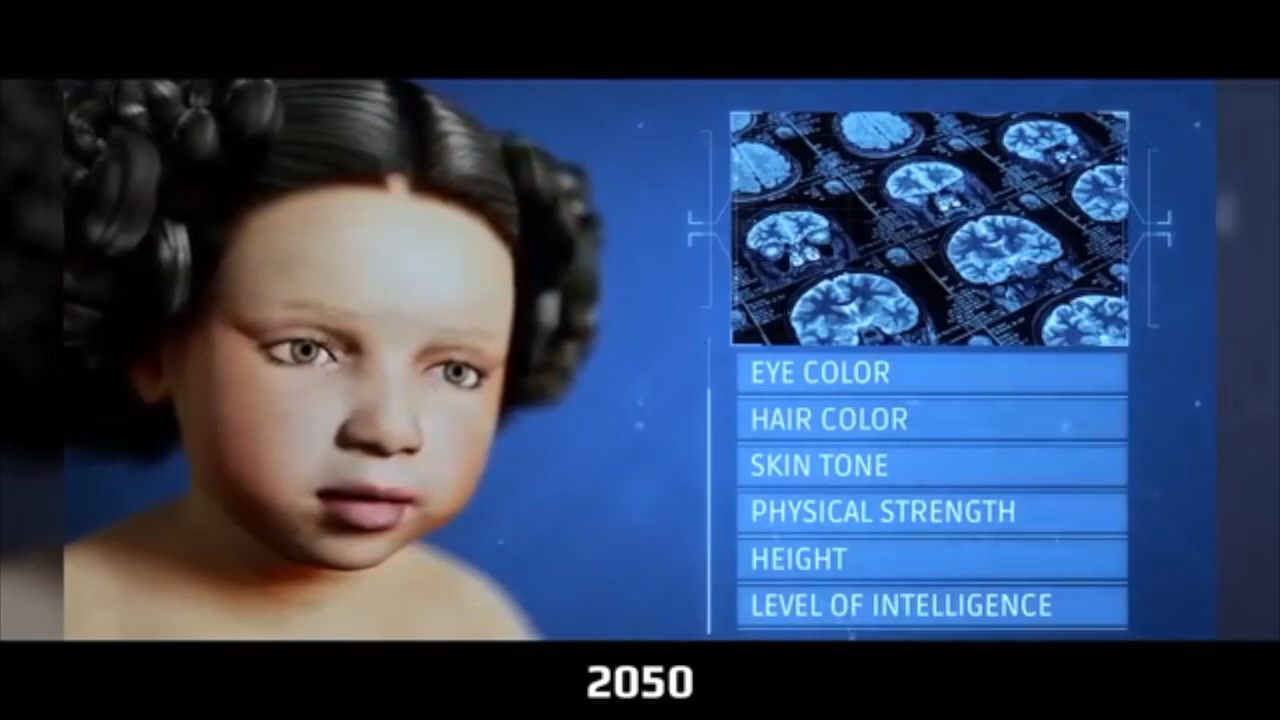 EYE COLOR
HAIR COLOR
SKIN TONE
PHYSICAL STRENGTH
HEIGHT
LEVEL OF INTELLIGENCE
2050